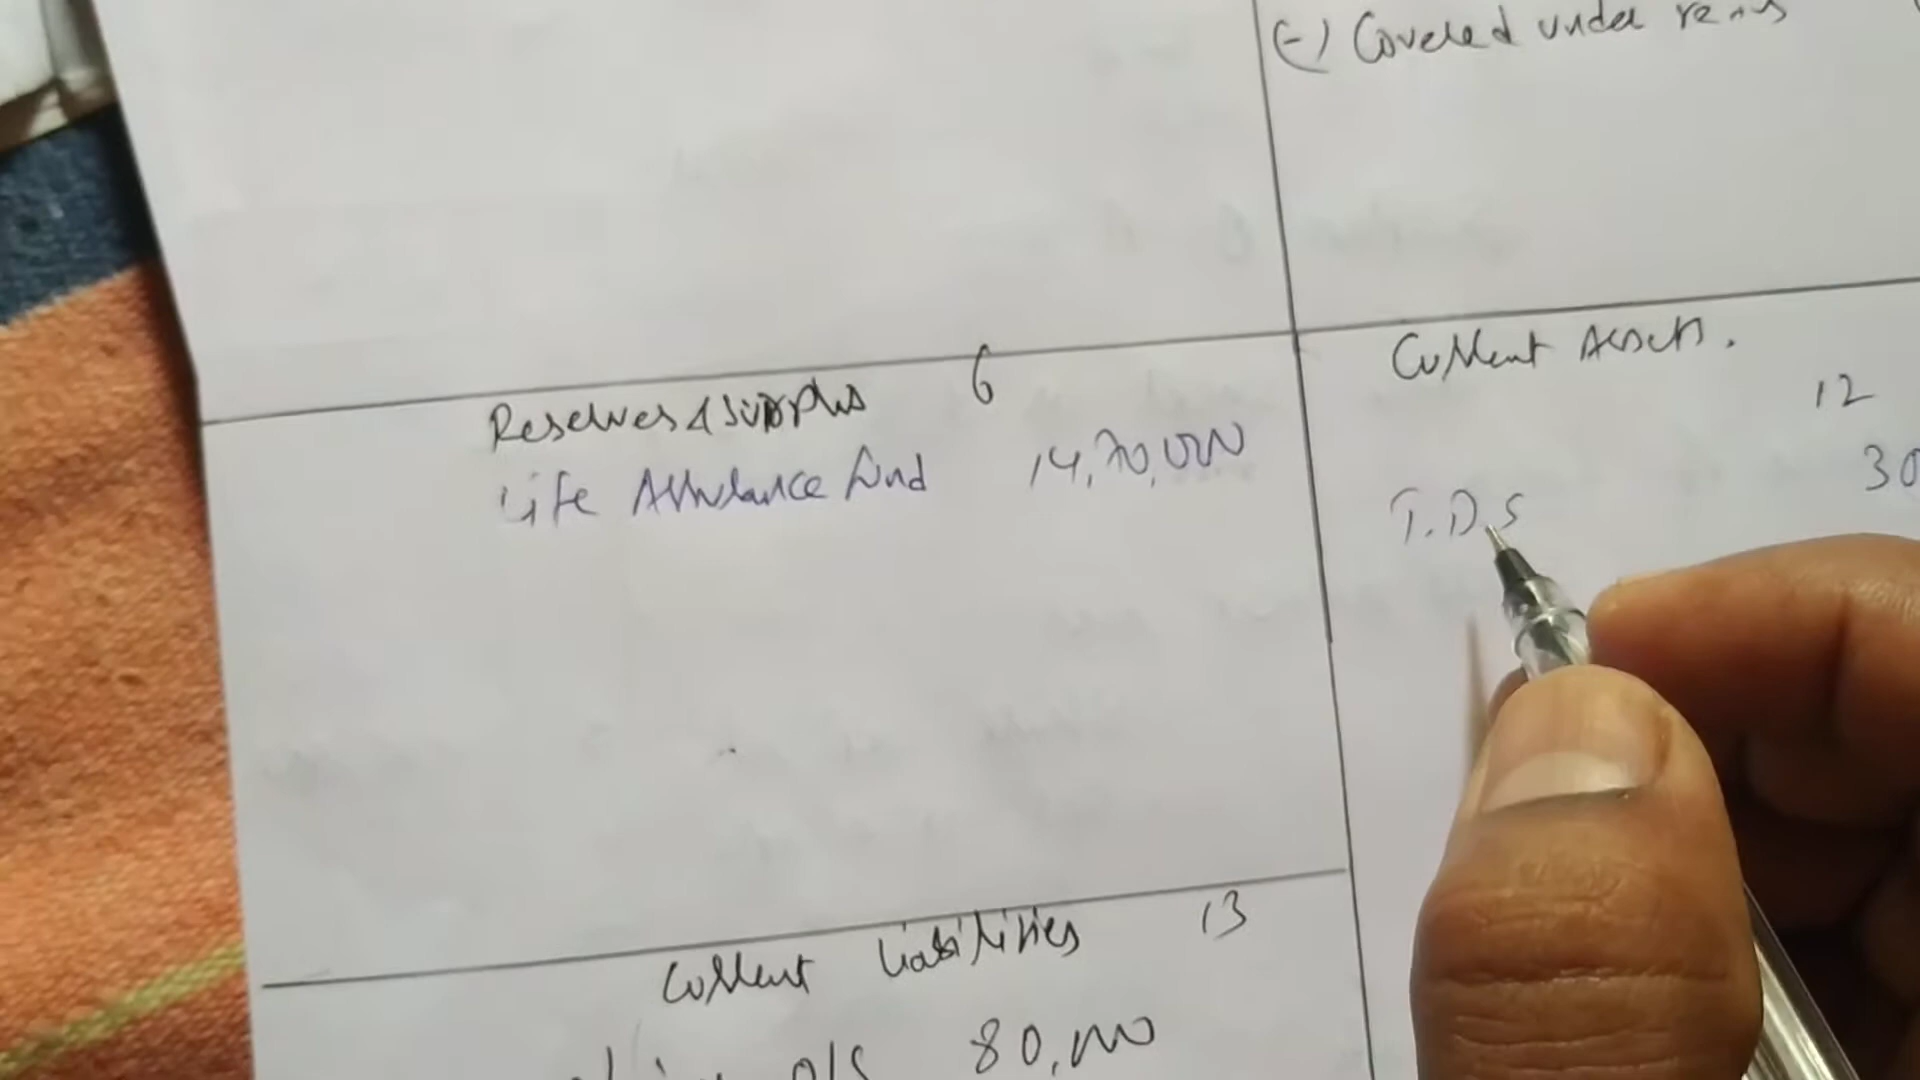 (-) Covered under reins
Reserves & Surplus 6
Life Assurance fund 14,70,000
Current Assets.
12
T.D.S 30
Current liabilities 13
o/s 80,000